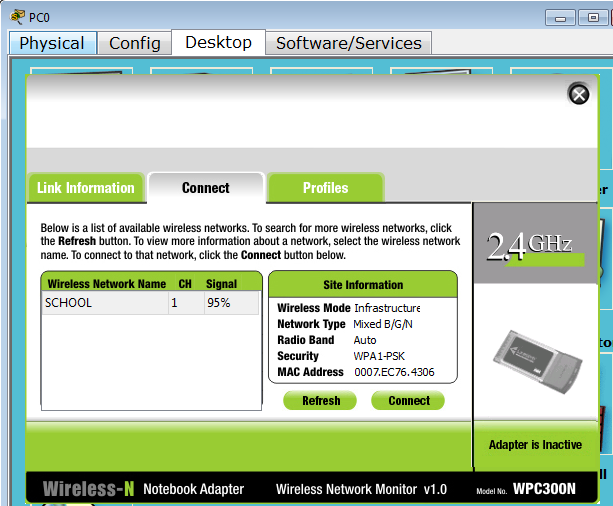 PC0
Physical Config Desktop Software/Services
Link Information Connect Profiles
Below is a list of available wireless networks. To search for more wireless networks, click
the Refresh button. To view more information about a network, select the wireless network
name. To connect to that network, click the Connect button below.
2.4GHz
Wireless Network Name CH Signal
SCHOOL 1 95%
Site Information
Wireless Mode Infrastructure
Network Type Mixed B/G/N
Radio Band Auto
Security WPA1-PSK
MAC Address 0007.EC76.4306
Refresh Connect
Adapter is Inactive
Wireless-N Notebook Adapter Wireless Network Monitor v1.0 Model No. WPC300N